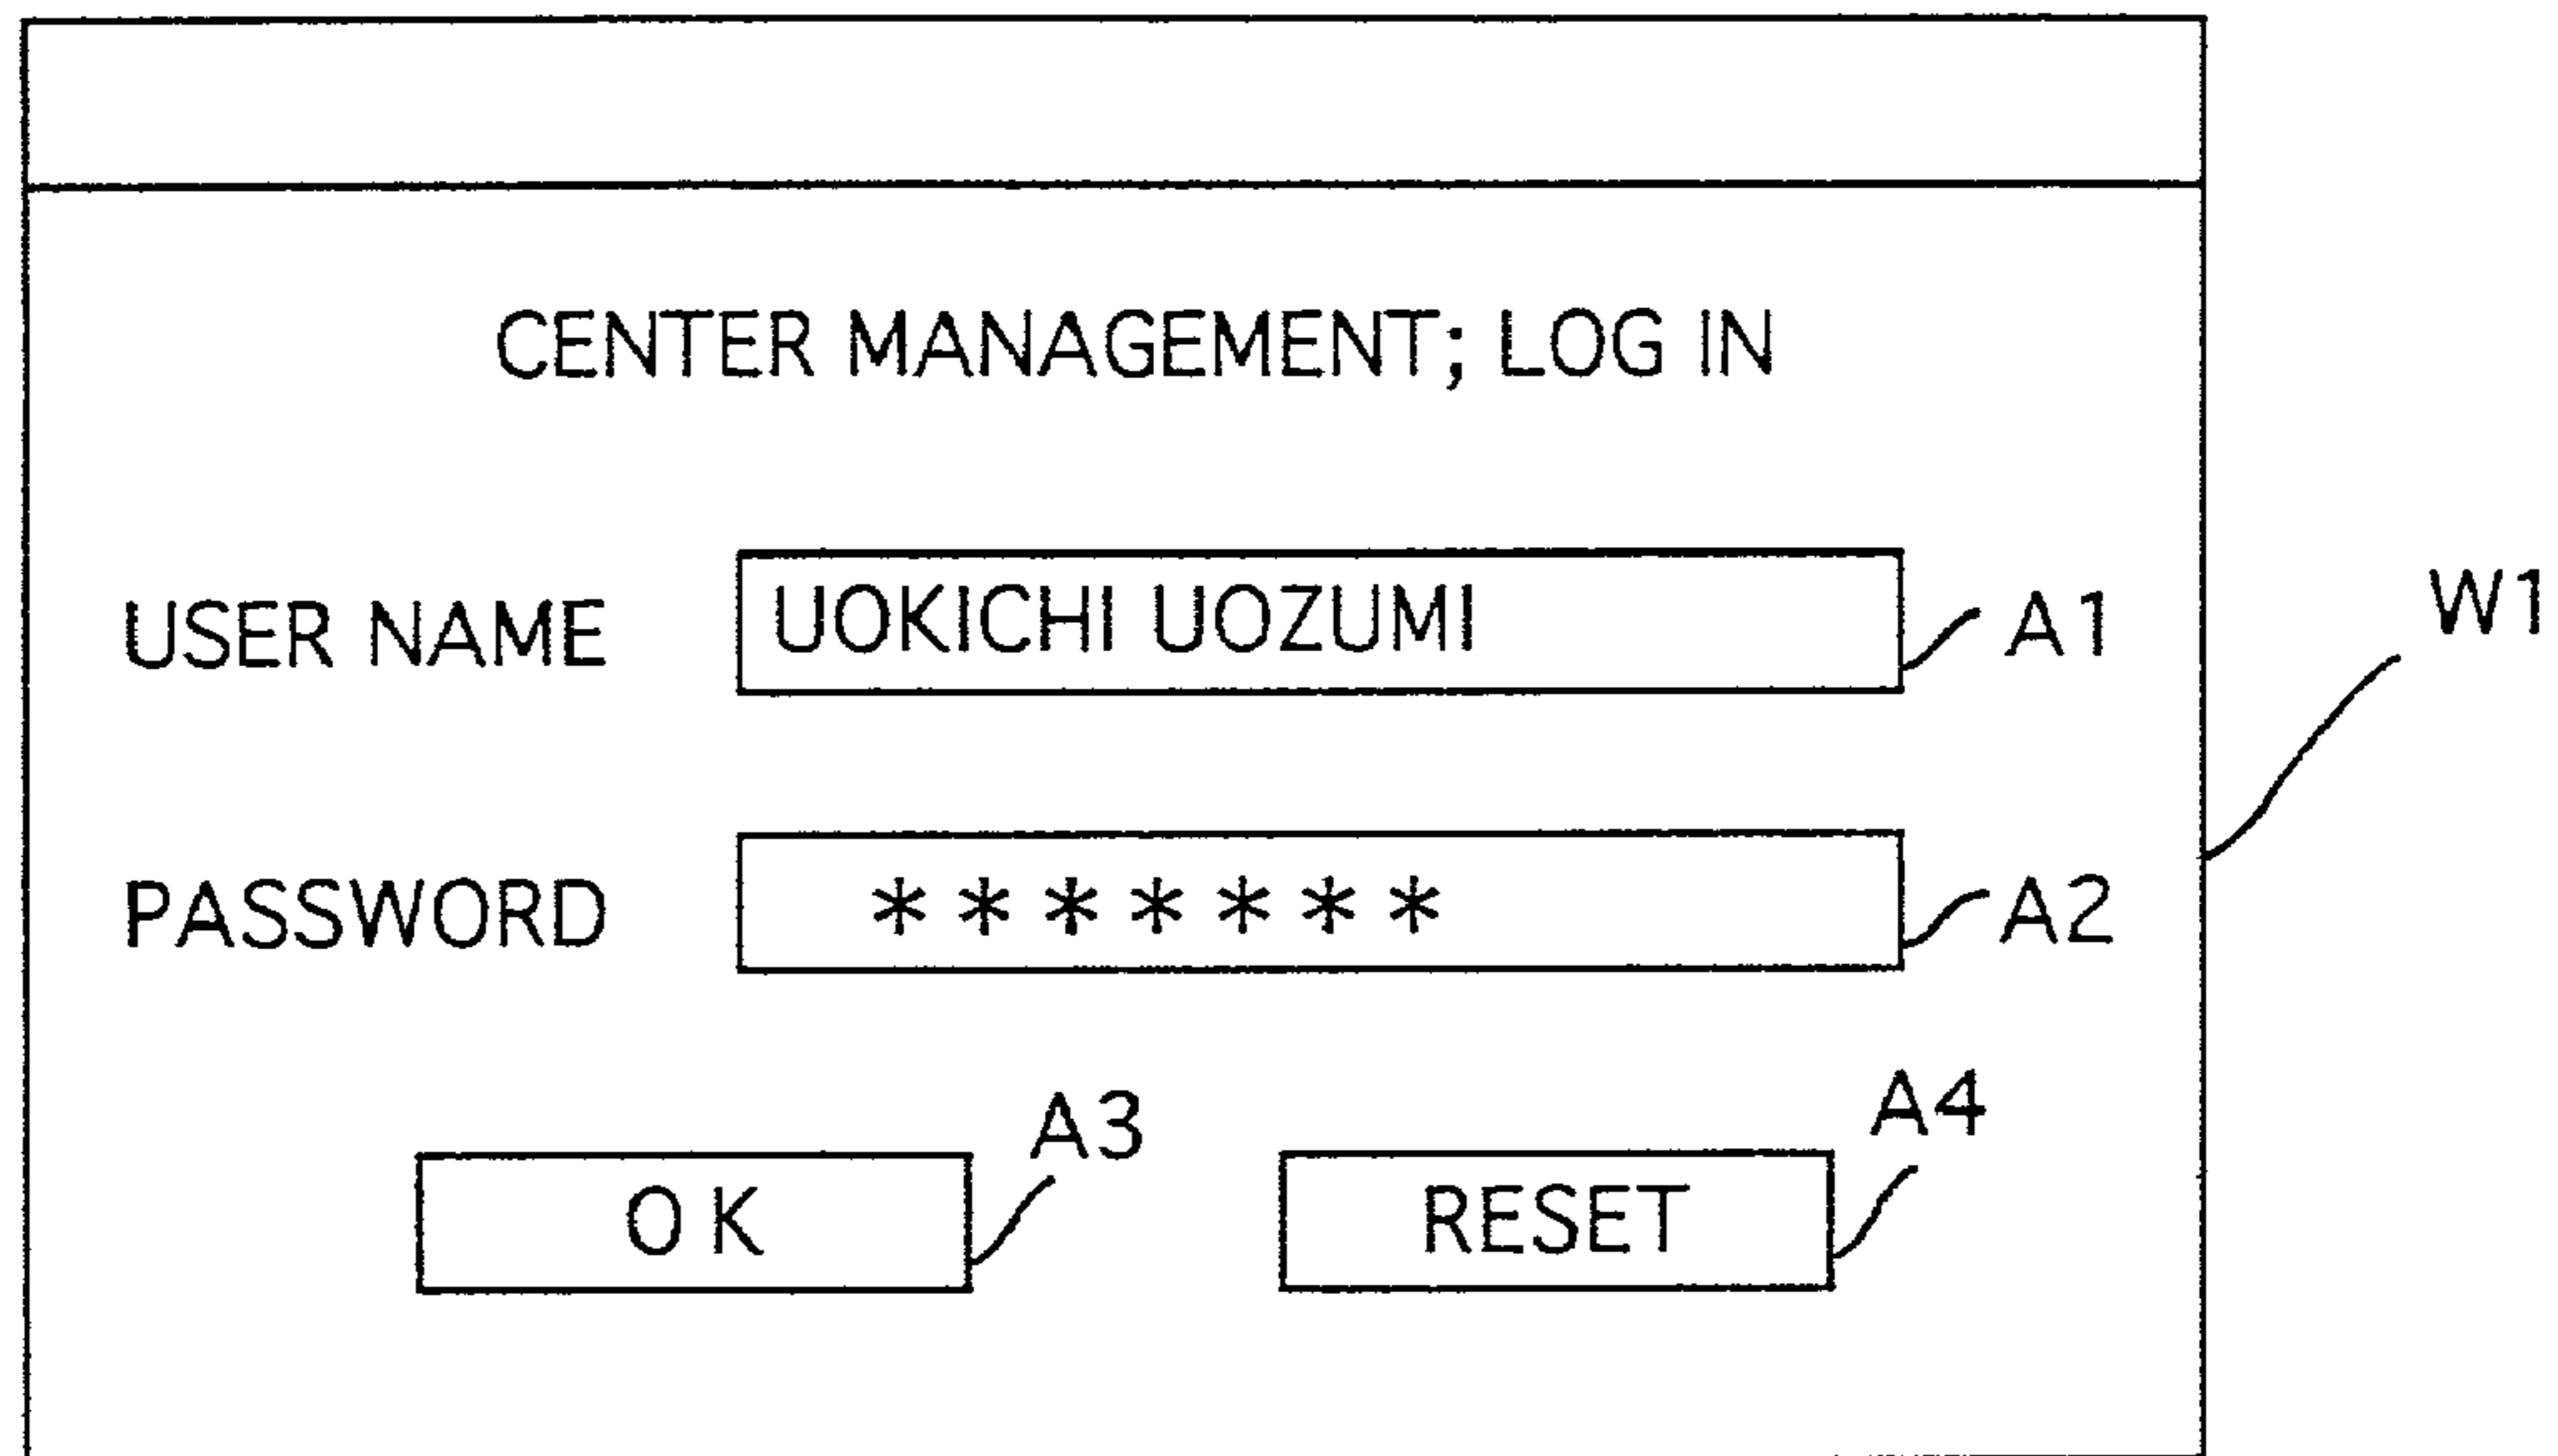 CENTER MANAGEMENT; LOG IN
USER NAME UOKICHI UOZUMI A1 W1
PASSWORD ******* A2
OK A3 RESET A4